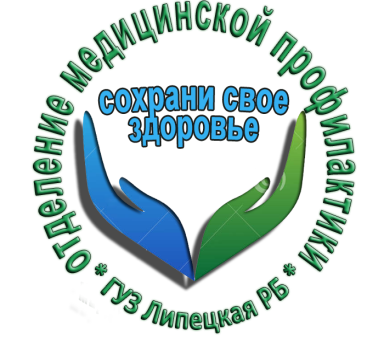 отделение медицинской профилактики
сохрани свое
здоровье
* ГУЗ Липецкая РБ *